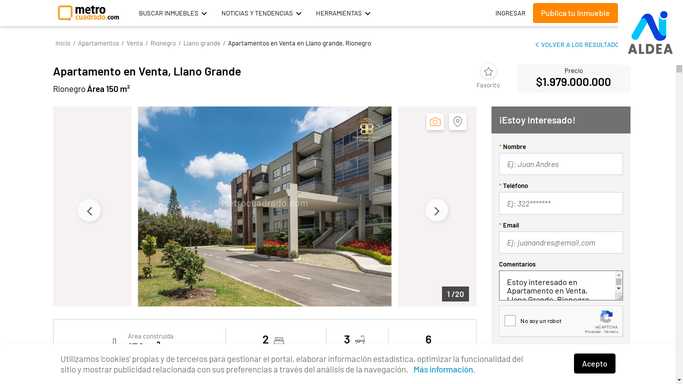 metro
cuadrado.com
BUSCAR INMUEBLES
NOTICIAS Y TENDENCIAS
HERRAMIENTAS
INGRESAR
Publica tu Inmueble
AIDEA
Inicio / Apartamentos / Venta / Rionegro / Llano grande / Apartamentos en Venta en Llano grande, Rionegro
VOLVER A LOS RESULTADO
Apartamento en Venta, Llano Grande
Rionegro Área 150 m²
Favorito
Precio
$1.979.000.000
metrocuadrado.com
1 / 20
¡Estoy Interesado!
* Nombre
Ej: Juan Andres
* Teléfono
Ej: 322*******
* Email
Ej: juanandres@email.com
Comentarios
Estoy interesado en
Apartamento en Venta,
Llano Grande, Rionegro
No soy un robot
reCAPTCHA
Privacidad - Términos
Área construida
2
3
6
Utilizamos 'cookies' propias y de terceros para gestionar el portal, elaborar información estadística, optimizar la funcionalidad del
sitio y mostrar publicidad relacionada con sus preferencias a través del análisis de la navegación. Más información.
Acepto